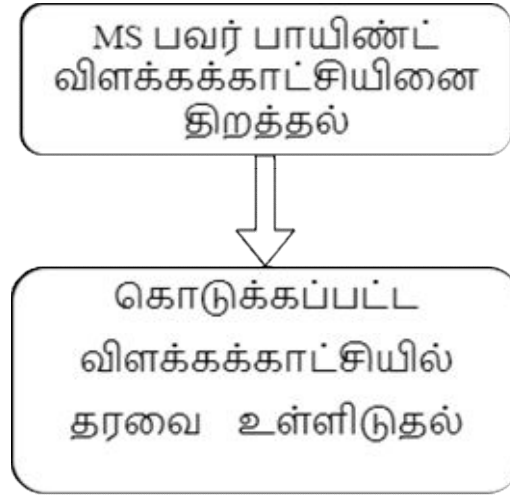 MS பவர் பாயிண்ட்
விளக்கக்காட்சியினை
திறத்தல்
கொடுக்கப்பட்ட
விளக்கக்காட்சியில்
தரவை உள்ளிடுதல்